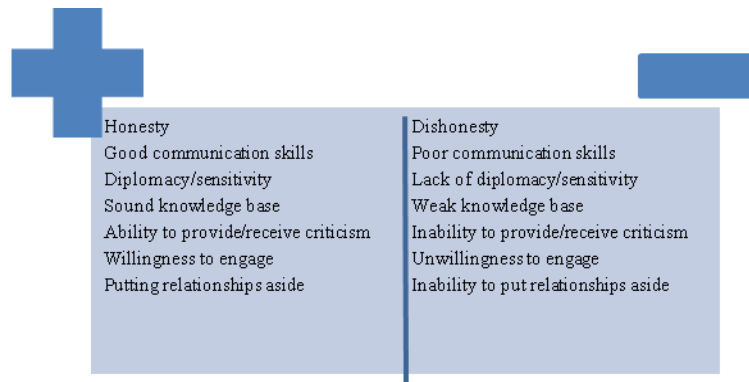 Honesty
Good communication skills
Diplomacy/sensitivity
Sound knowledge base
Ability to provide/receive criticism
Willingness to engage
Putting relationships aside
Dishonesty
Poor communication skills
Lack of diplomacy/sensitivity
Weak knowledge base
Inability to provide/receive criticism
Unwillingness to engage
Inability to put relationships aside